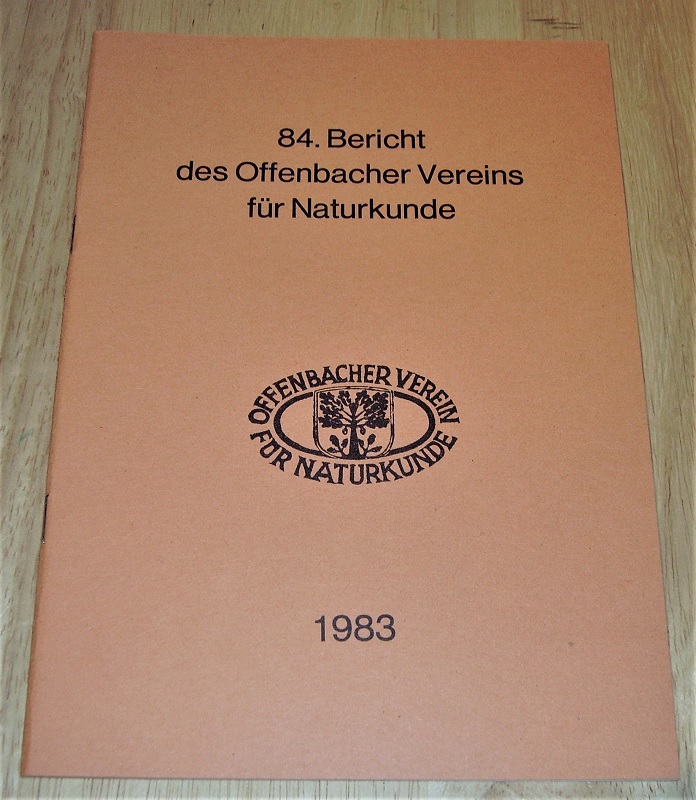 84. Bericht
des Offenbacher Vereins
für Naturkunde
OFFENBACHER VEREIN
FÜR NATURKUNDE
1983